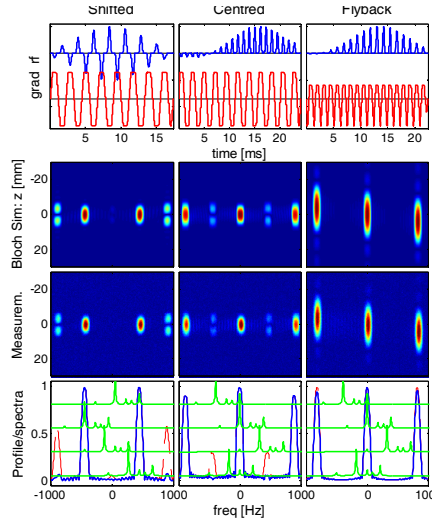 Shifted Centred Flyback
grad rf
5 10 15 5 10 15 20 5 10 15 20
time [ms]
Bloch Sim: z [mm]
-20
0
20
Measurem.
-20
0
20
Profile/spectra
1
0.5
0
-1000 0 1000 0 1000 0 1000
freq [Hz]